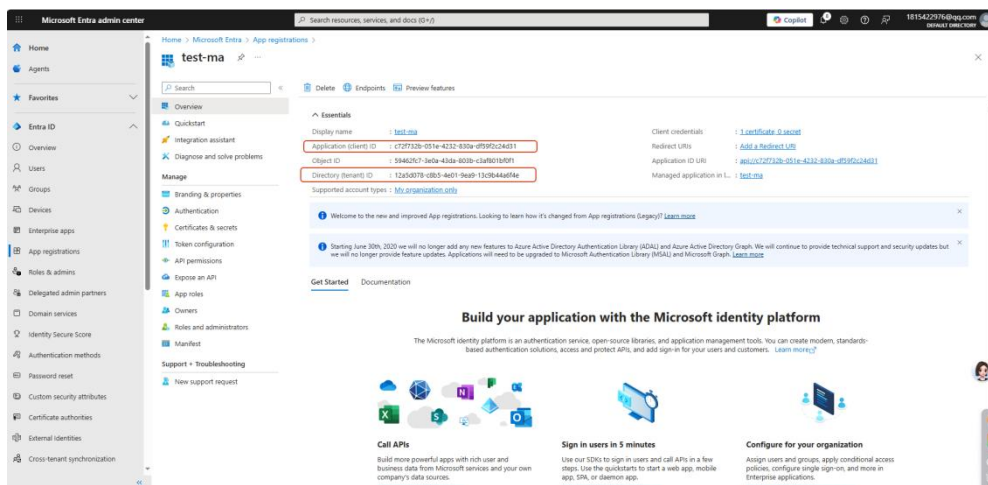 Microsoft Entra admin center
Search resources, services, and docs (G+/)
Copilot
1815422976@qq.com
DEFAULT DIRECTORY
Home > Microsoft Entra > App registrations >
test-ma
Home
Agents
Favorites
Entra ID
Overview
Users
Groups
Devices
Enterprise apps
App registrations
Roles & admins
Delegated admin partners
Domain services
Identity Secure Score
Authentication methods
Password reset
Custom security attributes
Certificate authorities
External Identities
Cross-tenant synchronization
Search
Overview
Quickstart
Integration assistant
Diagnose and solve problems
Manage
Branding & properties
Authentication
Certificates & secrets
Token configuration
API permissions
Expose an API
App roles
Owners
Roles and administrators
Manifest
Support + Troubleshooting
New support request
Delete Endpoints Preview features
Essentials
Display name : test-ma
Application (client) ID : c72f732b-051e-4232-830a-df59f2c24d31
Object ID : 59462fc7-3e0a-43da-803b-c3af801bf0f1
Directory (tenant) ID : 12a5d078-c8b5-4e01-9ea9-13c9b44a6f4e
Supported account types : My organization only
Client credentials : 1 certificate, 0 secret
Redirect URIs : Add a Redirect URI
Application ID URI : api://c72f732b-051e-4232-830a-df59f2c24d31
Managed application in l... : test-ma
Welcome to the new and improved App registrations. Looking to learn how it's changed from App registrations (Legacy)? Learn more
Starting June 30th, 2020 we will no longer add any new features to Azure Active Directory Authentication Library (ADAL) and Azure Active Directory Graph. We will continue to provide technical support and security updates but
we will no longer provide feature updates. Applications will need to be upgraded to Microsoft Authentication Library (MSAL) and Microsoft Graph. Learn more
Get Started Documentation
Build your application with the Microsoft identity platform
The Microsoft identity platform is an authentication service, open-source libraries, and application management tools. You can create modern, standards-
based authentication solutions, access and protect APIs, and add sign-in for your users and customers. Learn more
Call APIs
Build more powerful apps with rich user and
business data from Microsoft services and your own
company's data sources.
Sign in users in 5 minutes
Use our SDKs to sign in users and call APIs in a few
steps. Use the quickstarts to start a web app, mobile
app, SPA, or daemon app.
Configure for your organization
Assign users and groups, apply conditional access
policies, configure single sign-on, and more in
Enterprise applications.